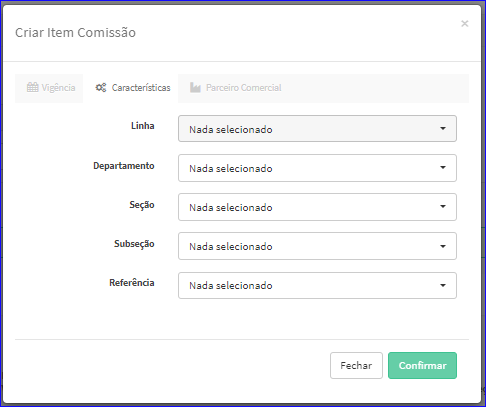 Criar Item Comissão
×
Vigência Características Parceiro Comercial
Linha Nada selecionado
Departamento Nada selecionado
Seção Nada selecionado
Subseção Nada selecionado
Referência Nada selecionado
Fechar Confirmar